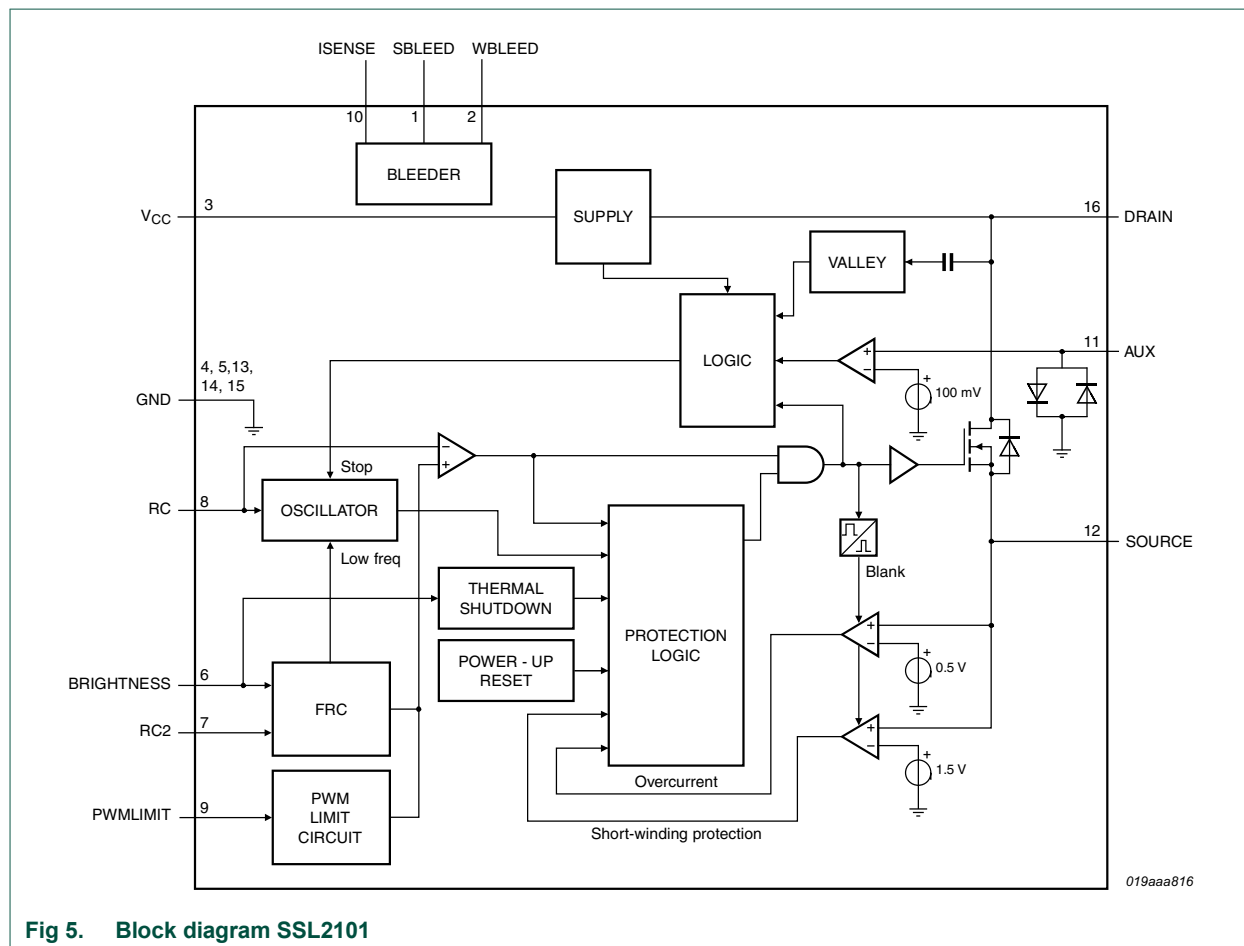 ISENSE SBLEED WBLEED
10 1 2
BLEEDER
VCC 3 SUPPLY 16 DRAIN
VALLEY
LOGIC
11 AUX
+
−
+
100 mV
4, 5,13,
14, 15
GND
−
+
Stop
RC 8 OSCILLATOR
Low freq
12 SOURCE
Blank
THERMAL
SHUTDOWN
PROTECTION
LOGIC
POWER - UP
RESET
+
−
+
0.5 V
BRIGHTNESS 6
FRC
RC2 7
+
−
+
1.5 V
Overcurrent
PWMLIMIT 9
PWM
LIMIT
CIRCUIT
Short-winding protection
019aaa816
Fig 5. Block diagram SSL2101